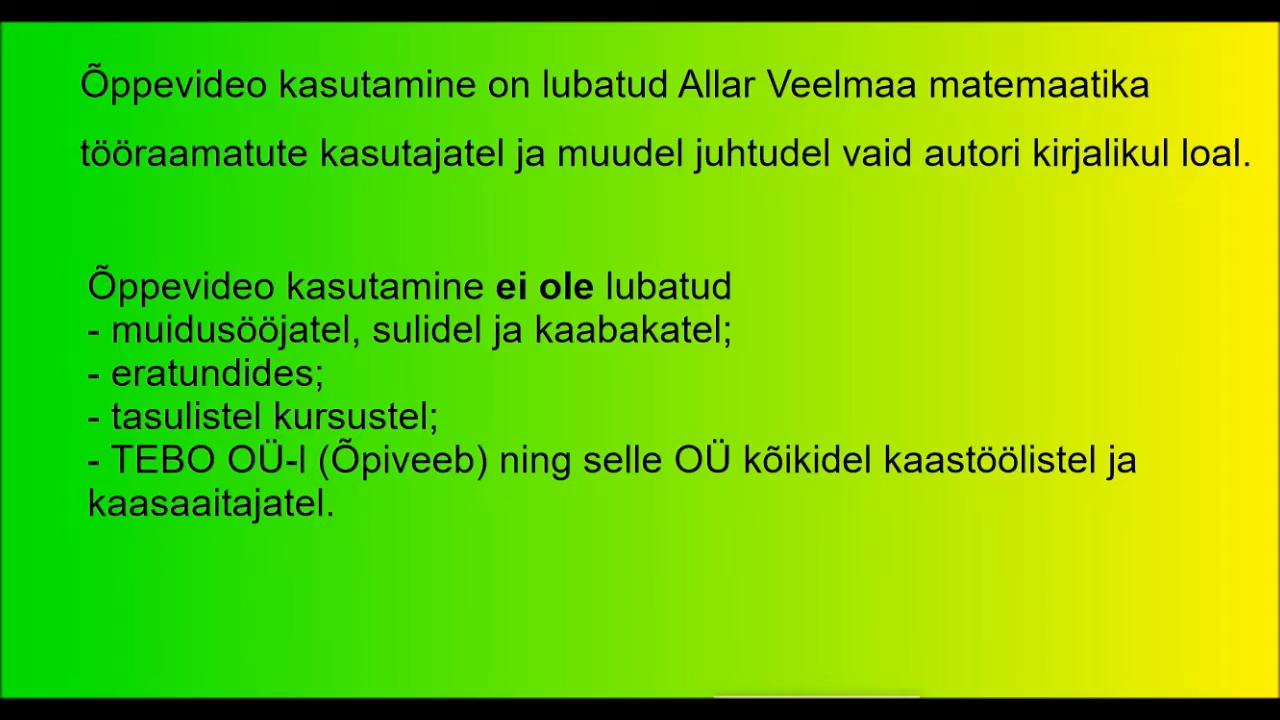 Õppevideo kasutamine on lubatud Allar Veelmaa matemaatika
tööraamatute kasutajatel ja muudel juhtudel vaid autori kirjalikul loal.
Õppevideo kasutamine ei ole lubatud
- muidusööjatel, sulidel ja kaabakatel;
- eratundides;
- tasulistel kursustel;
- TEBO OÜ-l (Õpiveeb) ning selle OÜ kõikidel kaastöölistel ja
kaasaaitajatel.